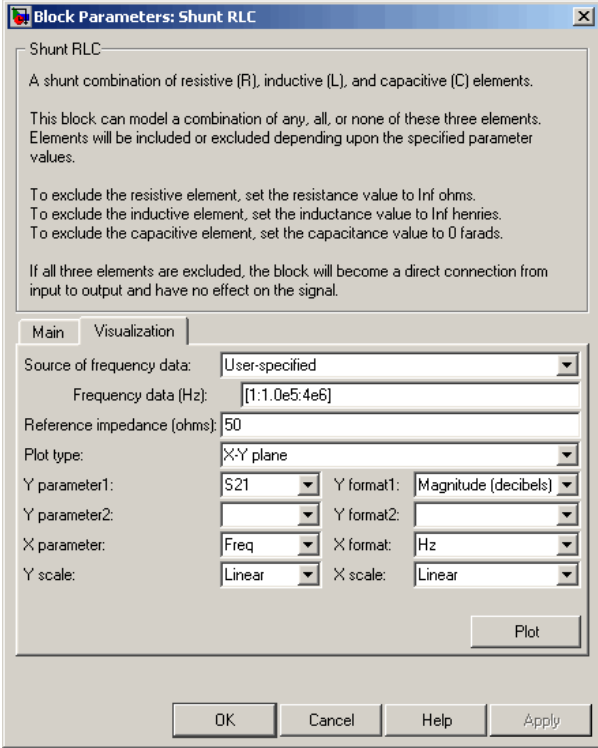 Block Parameters: Shunt RLC
Shunt RLC
A shunt combination of resistive (R), inductive (L), and capacitive (C) elements.
This block can model a combination of any, all, or none of these three elements.
Elements will be included or excluded depending upon the specified parameter
values.
To exclude the resistive element, set the resistance value to Inf ohms.
To exclude the inductive element, set the inductance value to Inf henries.
To exclude the capacitive element, set the capacitance value to 0 farads.
If all three elements are excluded, the block will become a direct connection from
input to output and have no effect on the signal.
Main Visualization
Source of frequency data: User-specified
Frequency data (Hz): [1:1.0e5:4e6]
Reference impedance (ohms): 50
Plot type: X-Y plane
Y parameter1: S21 Y format1: Magnitude (decibels)
Y parameter2: Y format2:
X parameter: Freq X format: Hz
Y scale: Linear X scale: Linear
Plot
OK Cancel Help Apply